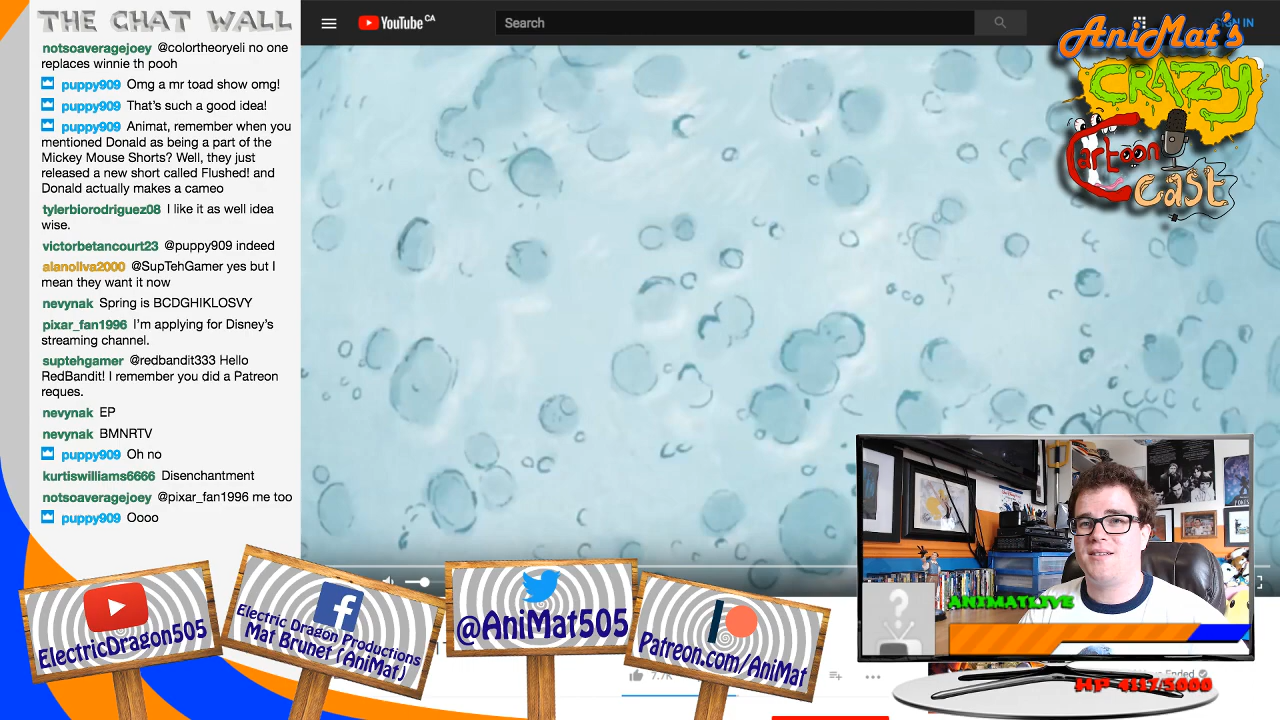 THE CHAT WALL
notsoaveragejoey @colortheoryeli no one
replaces winnie th pooh
puppy909 Omg a mr toad show omg!
puppy909 That's such a good idea!
puppy909 Animat, remember when you
mentioned Donald as being a part of the
Mickey Mouse Shorts? Well, they just
released a new short called Flushed! and
Donald actually makes a cameo
tylerbiorodriguez08 I like it as well idea
wise.
victorbetancourt23 @puppy909 indeed
alanoliva2000 @SupTehGamer yes but I
mean they want it now
nevynak Spring is BCDGHIKLOSVY
pixar_fan1996 I'm applying for Disney's
streaming channel.
suptehgamer @redbandit333 Hello
RedBandit! I remember you did a Patreon
reques.
nevynak EP
nevynak BMNRTV
puppy909 Oh no
kurtiswilliams6666 Disenchantment
notsoaveragejoey @pixar_fan1996 me too
puppy909 Oooo
YouTube CA
Search
SIGN IN
AniMat's
CRAZY
Cartoon
Cast
ElectricDragon505
Electric Dragon Productions
Mat Brunet (AniMat)
@AniMat505
Patreon.com/AniMat
7.7K
ANIMATLIVE
?
Ended
HP 4117/5000